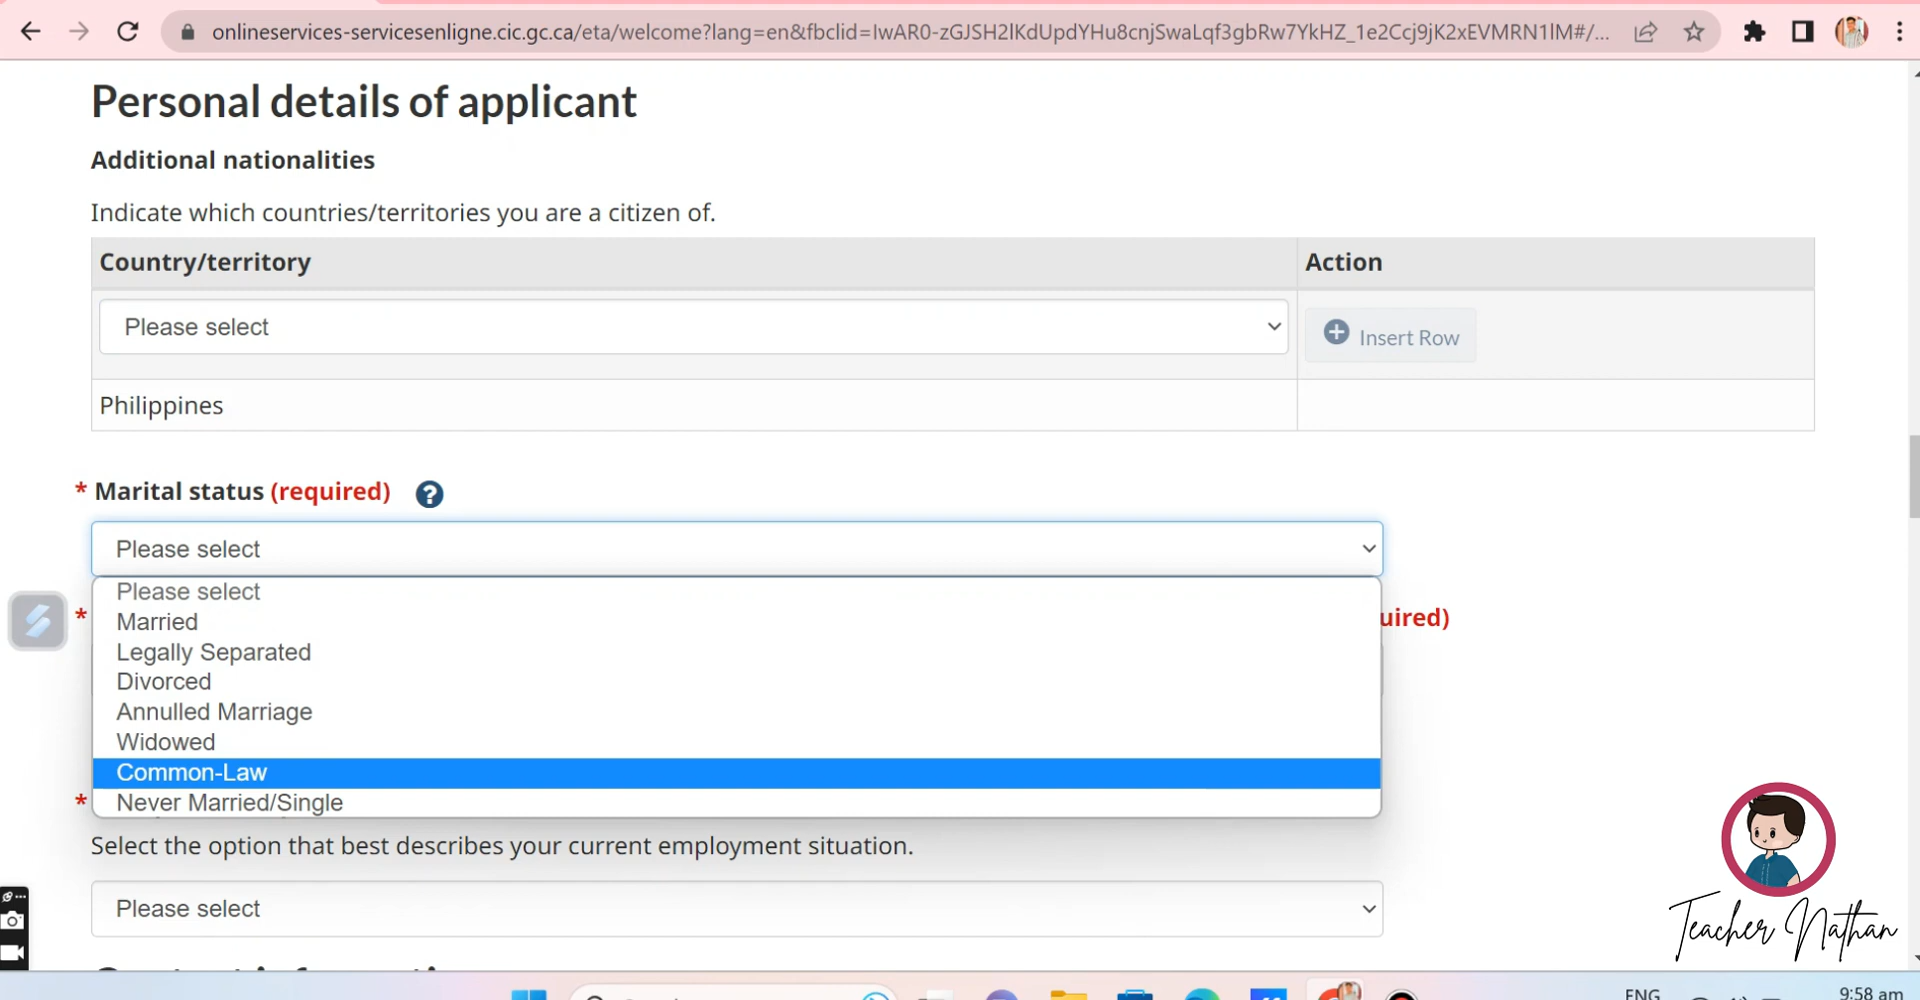 onlineservices-servicesenligne.cic.gc.ca/eta/welcome?lang=en&fbclid=IwAR0-zGJSH2lKdUpdYHu8cnjSwaLqf3gbRw7YkHZ_1e2Ccj9jK2xEVMRN1lM#/...
Personal details of applicant
Additional nationalities
Indicate which countries/territories you are a citizen of.
Country/territory
Action
Please select
Insert Row
Philippines
* Marital status (required)
Please select
Please select
Married
* uired)
Legally Separated
Divorced
Annulled Marriage
Widowed
Common-Law
* Never Married/Single
Select the option that best describes your current employment situation.
Please select
Teacher Nathan
ENG
9:58 am